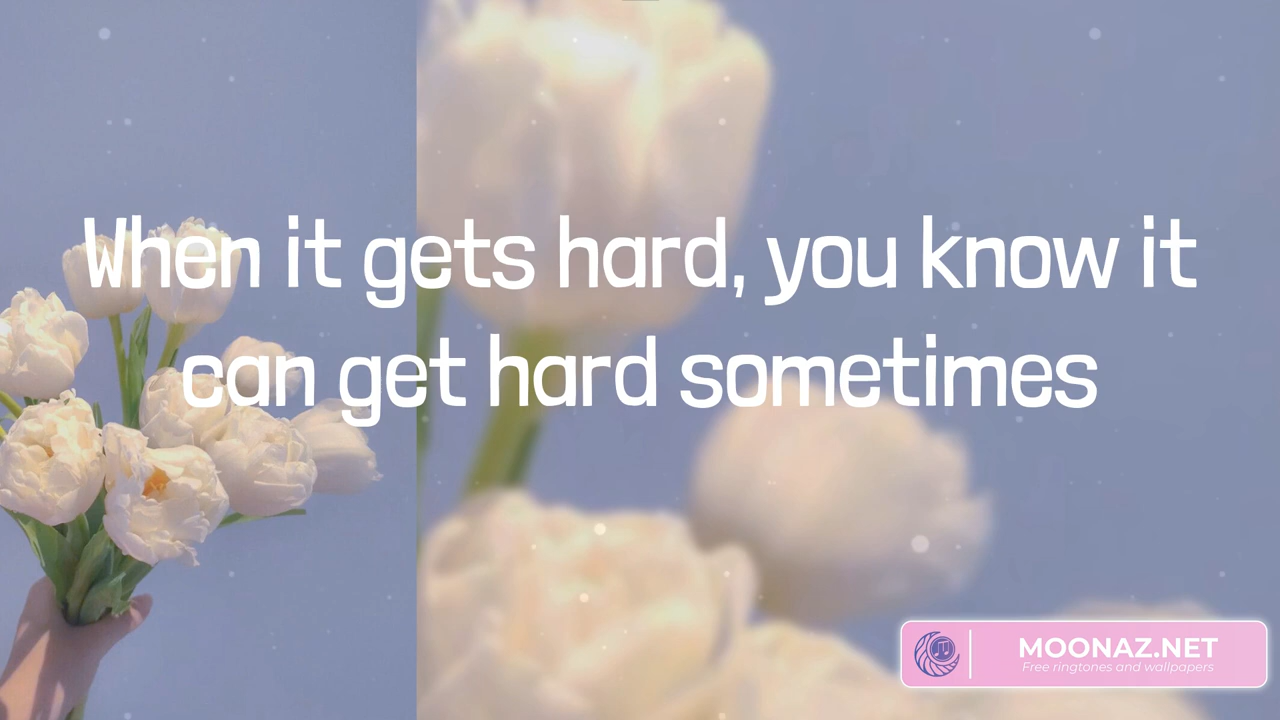 When it gets hard, you know it
can get hard sometimes
MOONAZ.NET
Free ringtones and wallpapers